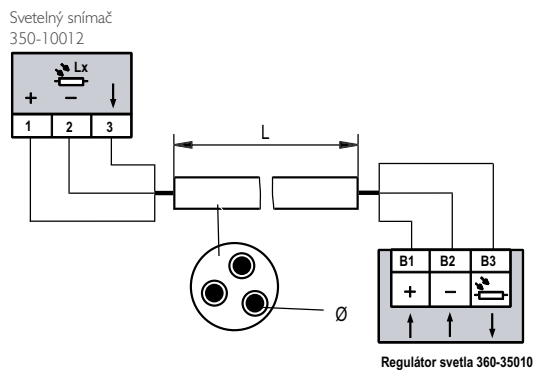 Svetelný snímač
350-10012
Lx
+ −
1 2 3
L
B1 B2 B3
+ −
Ø
Regulátor svetla 360-35010